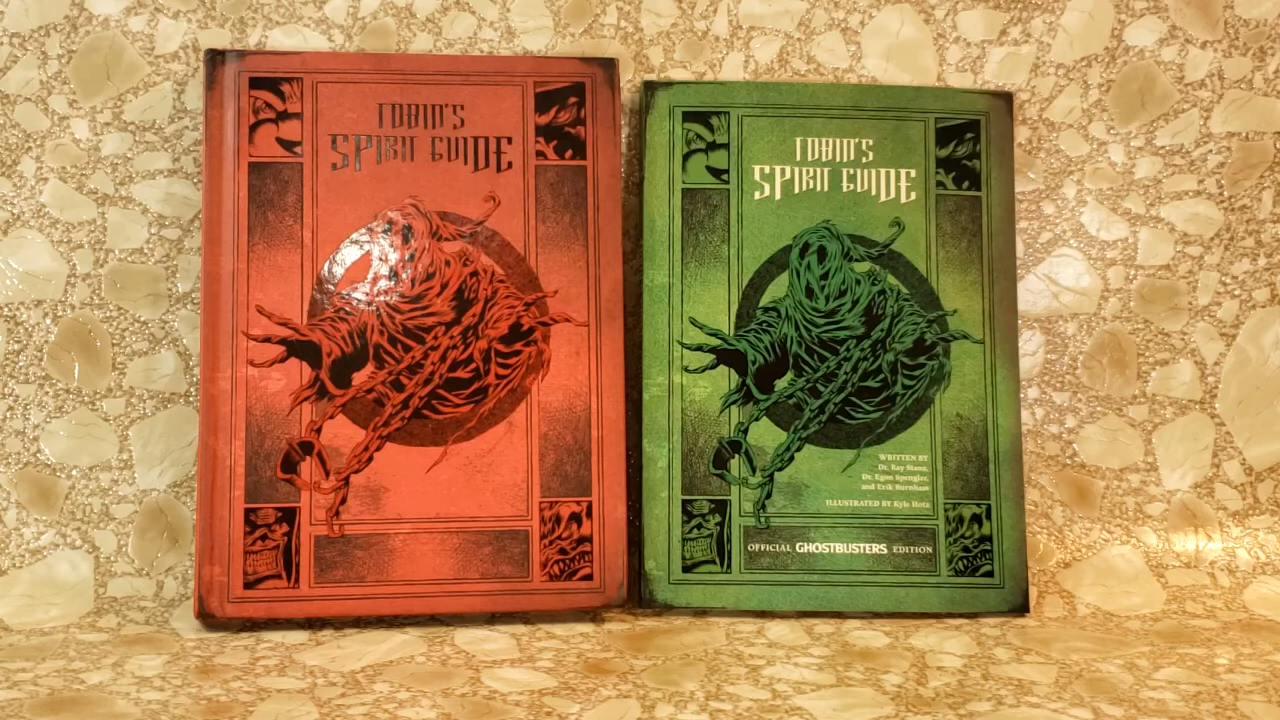 TOBIN'S
SPIRIT GUIDE
TOBIN'S
SPIRIT GUIDE
WRITTEN BY
Dr. Ray Stanz,
Dr. Egon Spengler,
and Erik Burnham
ILLUSTRATED BY Kyle Hotz
OFFICIAL GHOSTBUSTERS EDITION